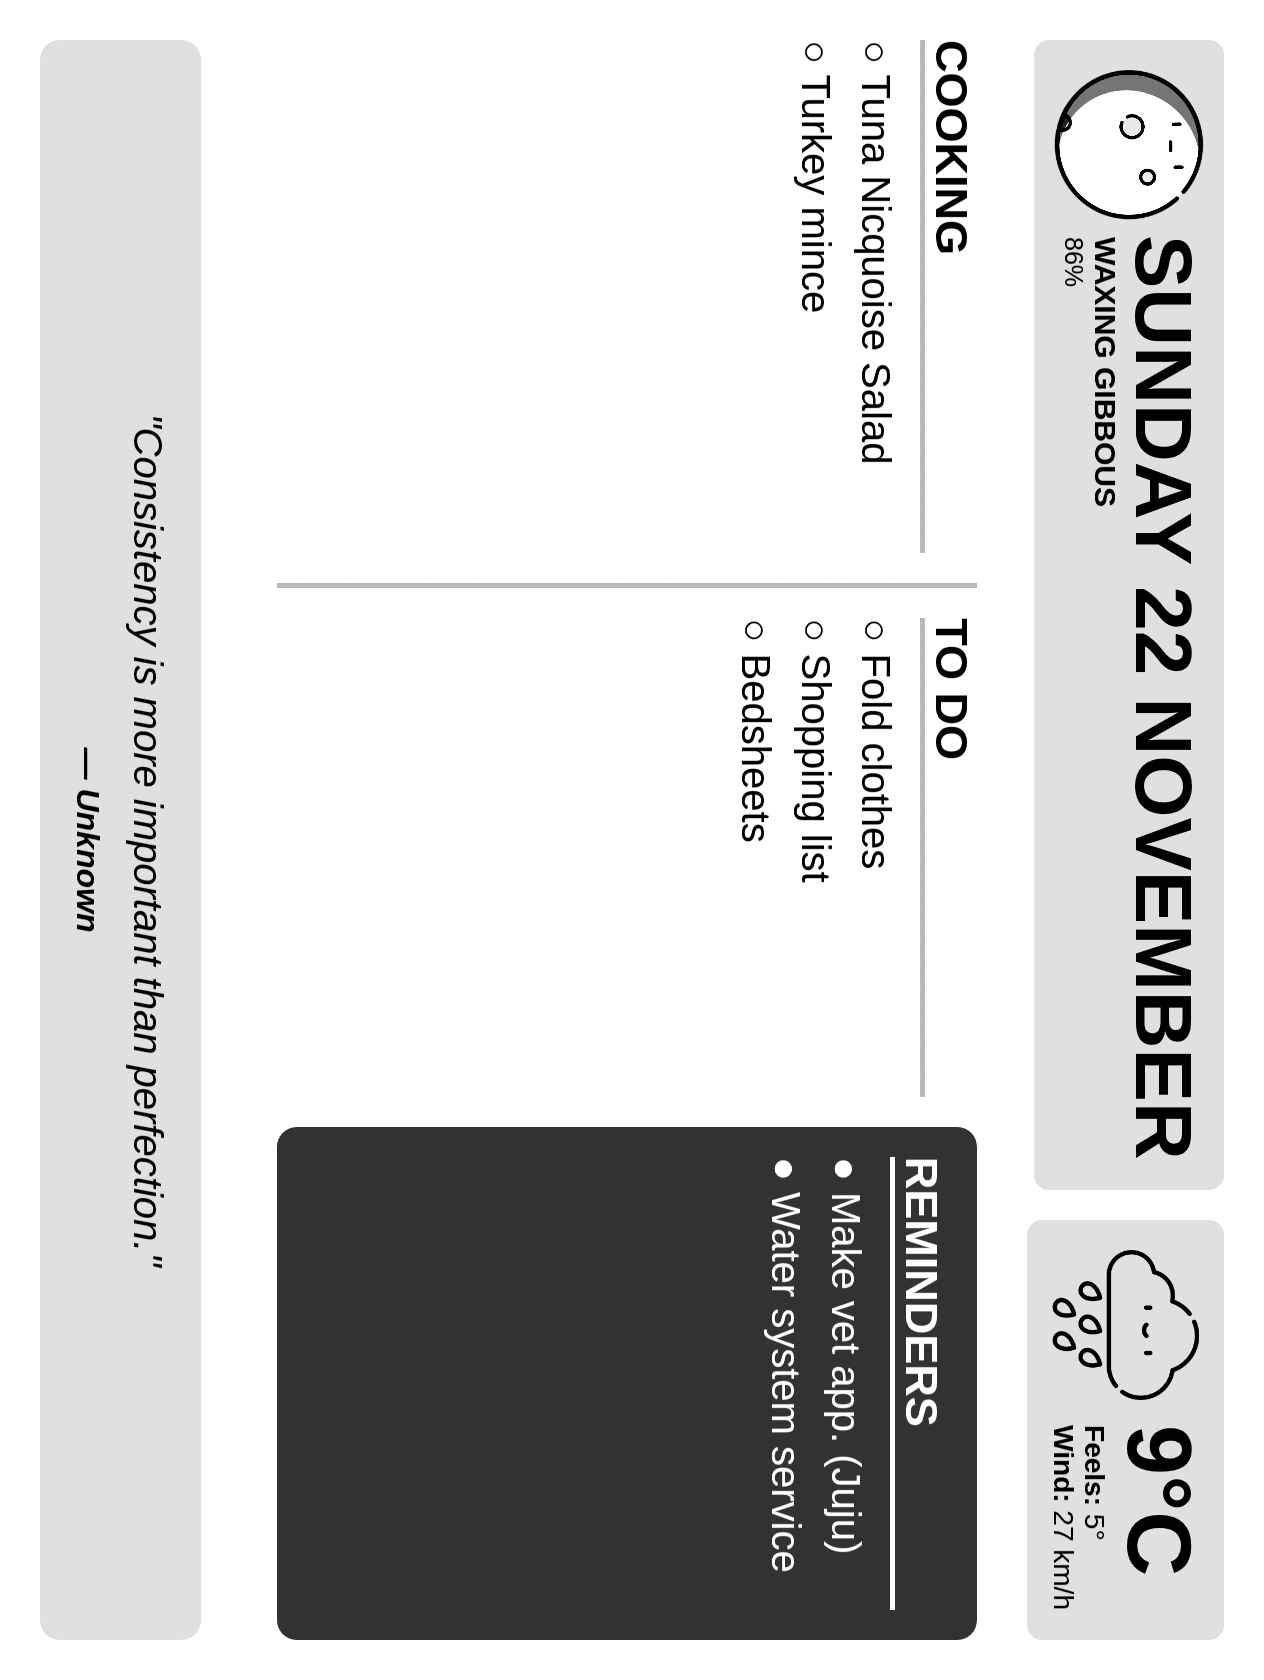 SUNDAY 22 NOVEMBER
WAXING GIBBOUS
86%
9°C
Feels: 5°
Wind: 27 km/h
COOKING
○ Tuna Nicquoise Salad
○ Turkey mince
TO DO
○ Fold clothes
○ Shopping list
○ Bedsheets
REMINDERS
● Make vet app. (Juju)
● Water system service
"Consistency is more important than perfection."
— Unknown